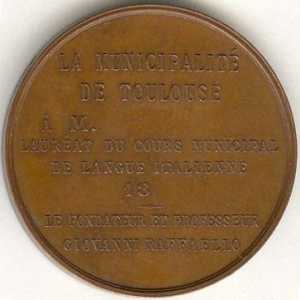 LA MUNICIPALITÉ
DE TOULOUSE
À M.
LAURÉAT DU COURS MUNICIPAL
DE LANGUE ITALIENNE
18
LE FONDATEUR ET PROFESSEUR
GIOVANNI RAFFAELLO